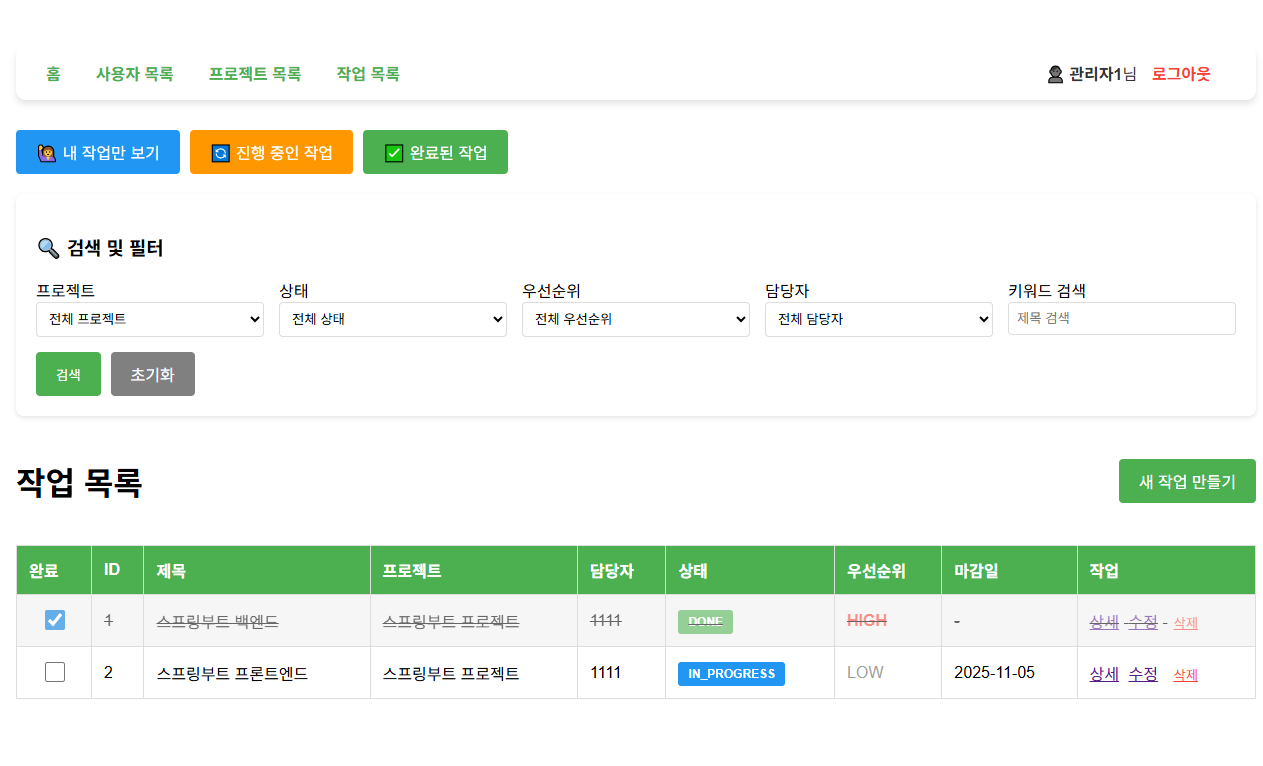 홈 사용자 목록 프로젝트 목록 작업 목록 관리자1님 로그아웃
내 작업만 보기 진행 중인 작업 완료된 작업
검색 및 필터
프로젝트 상태 우선순위 담당자 키워드 검색
전체 프로젝트 전체 상태 전체 우선순위 전체 담당자 제목 검색
검색 초기화
작업 목록 새 작업 만들기
완료 ID 제목 프로젝트 담당자 상태 우선순위 마감일 작업
1 스프링부트 백엔드 스프링부트 프로젝트 1111 DONE HIGH - 상세 수정 삭제
2 스프링부트 프론트엔드 스프링부트 프로젝트 1111 IN_PROGRESS LOW 2025-11-05 상세 수정 삭제